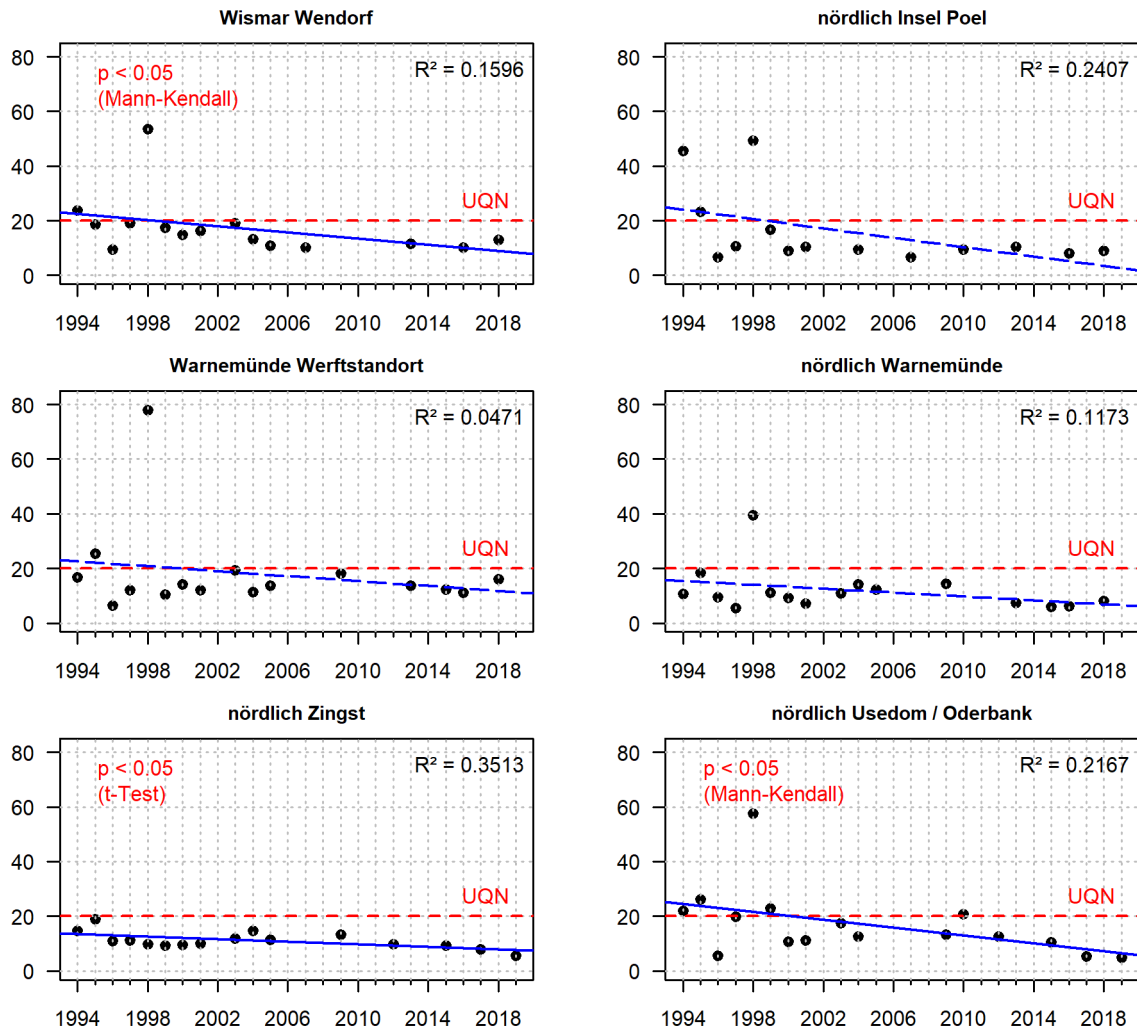 Wismar Wendorf
80
60
40
20
0
p < 0.05
(Mann-Kendall)
R² = 0.1596
UQN
1994 1998 2002 2006 2010 2014 2018
nördlich Insel Poel
80
60
40
20
0
R² = 0.2407
UQN
1994 1998 2002 2006 2010 2014 2018
Warnemünde Werftstandort
80
60
40
20
0
R² = 0.0471
UQN
1994 1998 2002 2006 2010 2014 2018
nördlich Warnemünde
80
60
40
20
0
R² = 0.1173
UQN
1994 1998 2002 2006 2010 2014 2018
nördlich Zingst
80
60
40
20
0
p < 0.05
(t-Test)
R² = 0.3513
UQN
1994 1998 2002 2006 2010 2014 2018
nördlich Usedom / Oderbank
80
60
40
20
0
p < 0.05
(Mann-Kendall)
R² = 0.2167
UQN
1994 1998 2002 2006 2010 2014 2018